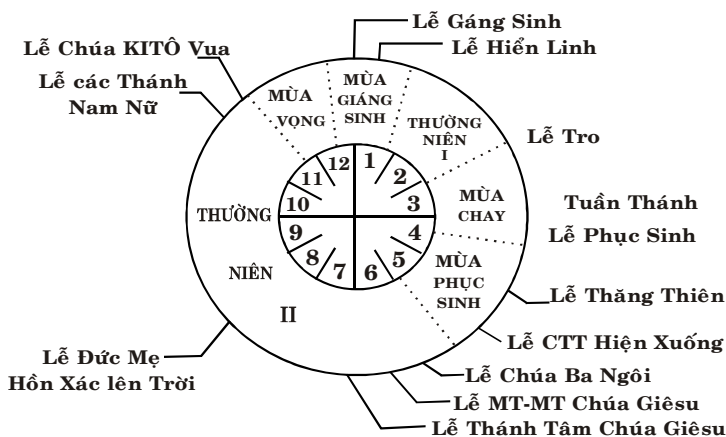 Lễ Gáng Sinh
Lễ Hiển Linh
Lễ Chúa KITÔ Vua
Lễ các Thánh
Nam Nữ
MÙA
VỌNG
MÙA
GIÁNG
SINH
THƯỜNG
NIÊN
I
Lễ Tro
12
1
2
3
4
5
6
7
8
9
10
11
MÙA
CHAY
Tuần Thánh
Lễ Phục Sinh
THƯỜNG
NIÊN
II
MÙA
PHỤC
SINH
Lễ Thăng Thiên
Lễ CTT Hiện Xuống
Lễ Đức Mẹ
Hồn Xác lên Trời
Lễ Chúa Ba Ngôi
Lễ MT-MT Chúa Giêsu
Lễ Thánh Tâm Chúa Giêsu